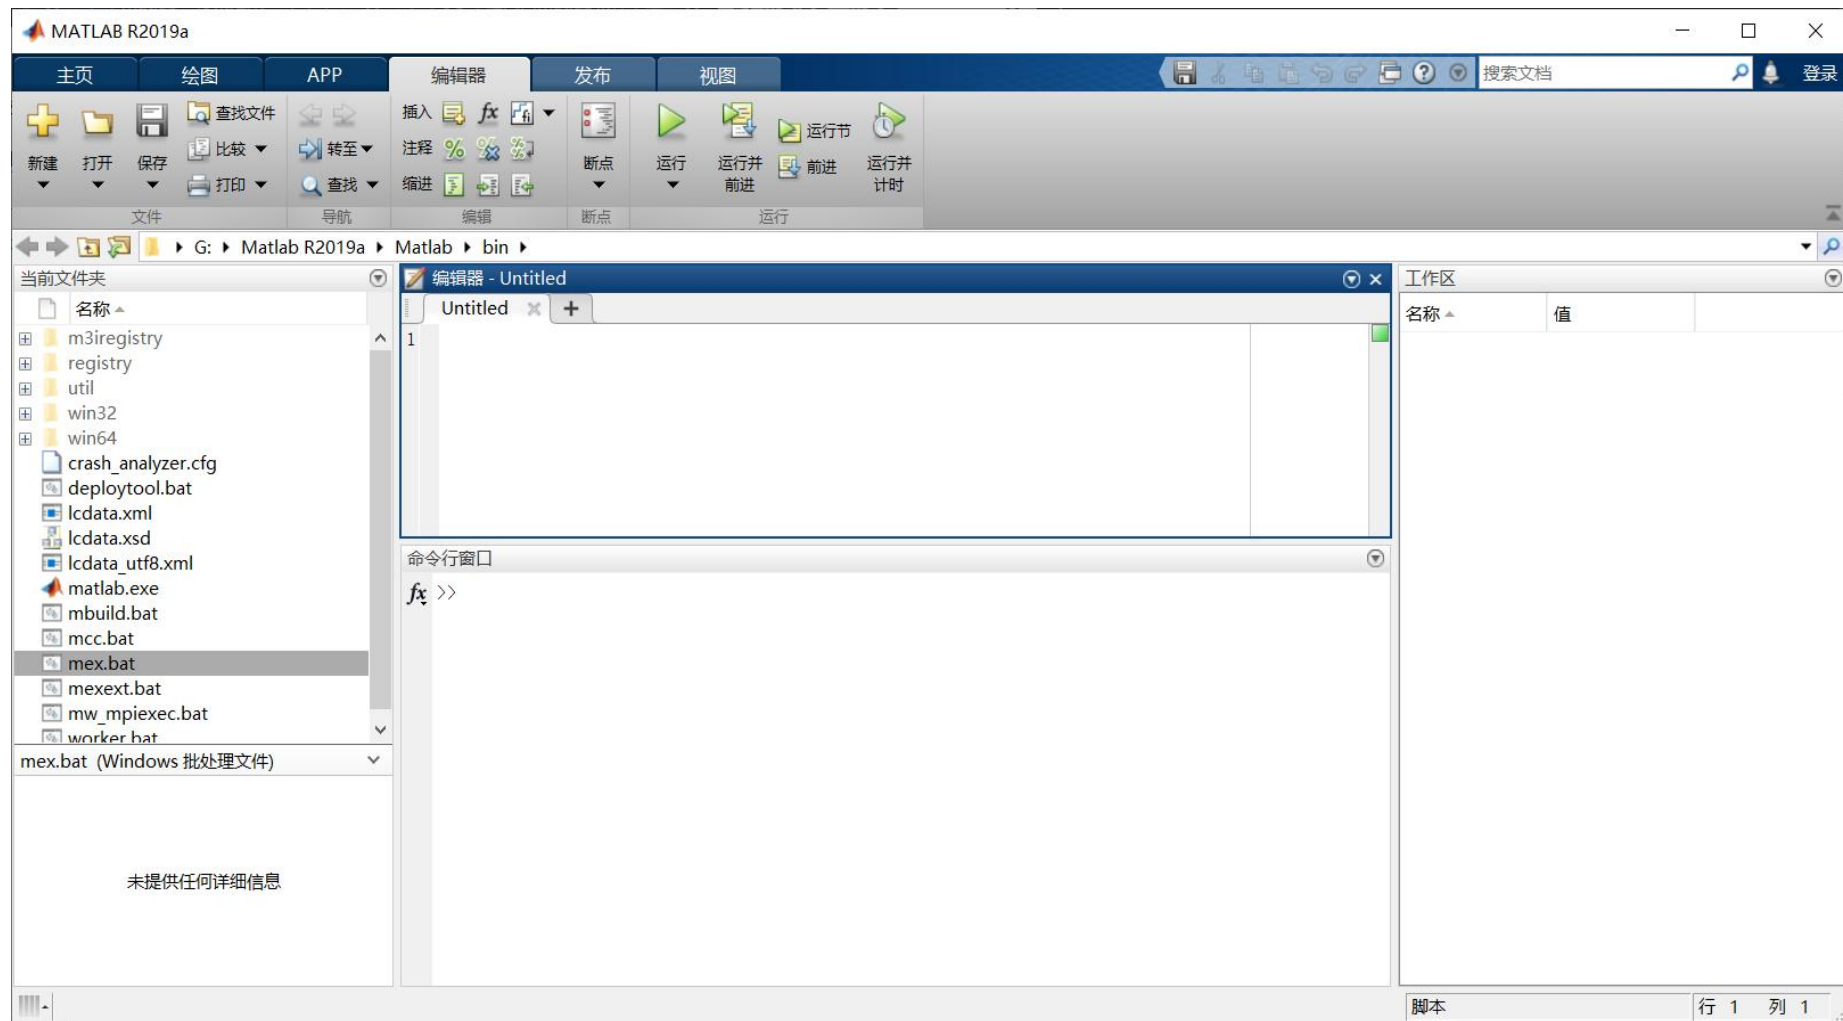 MATLAB R2019a
主页 绘图 APP 编辑器 发布 视图 搜索文档 登录
查找文件 插入 fx
新建 打开 保存 比较 转至 注释 断点 运行 运行并前进 运行节 前进 运行并计时
打印 查找 缩进
文件 导航 编辑 断点 运行
G: Matlab R2019a Matlab bin
当前文件夹
名称
m3iregistry
registry
util
win32
win64
crash_analyzer.cfg
deploytool.bat
lcdata.xml
lcdata.xsd
lcdata_utf8.xml
matlab.exe
mbuild.bat
mcc.bat
mex.bat
mexext.bat
mw_mpiexec.bat
worker.bat
mex.bat (Windows 批处理文件)
未提供任何详细信息
编辑器 - Untitled
Untitled
1
命令行窗口
fx >>
工作区
名称 值
脚本 行 1 列 1